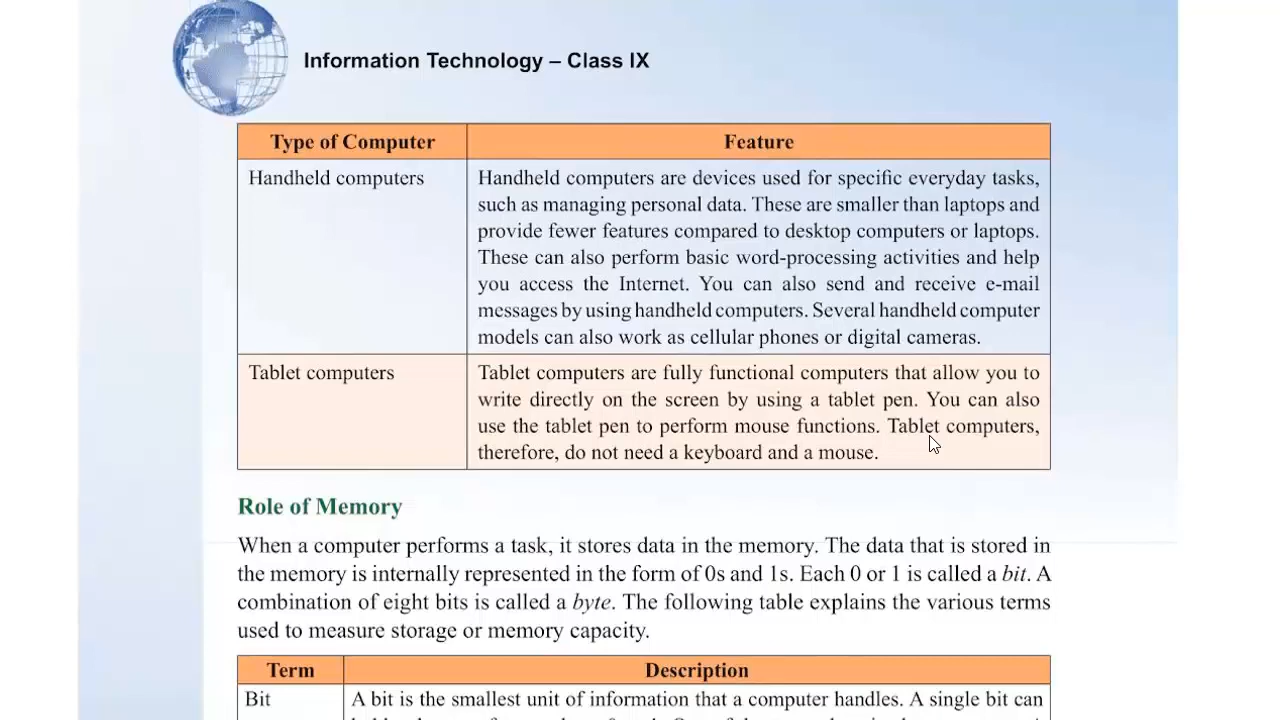 Information Technology – Class IX
Type of Computer
Feature
Handheld computers
Handheld computers are devices used for specific everyday tasks,
such as managing personal data. These are smaller than laptops and
provide fewer features compared to desktop computers or laptops.
These can also perform basic word-processing activities and help
you access the Internet. You can also send and receive e-mail
messages by using handheld computers. Several handheld computer
models can also work as cellular phones or digital cameras.
Tablet computers
Tablet computers are fully functional computers that allow you to
write directly on the screen by using a tablet pen. You can also
use the tablet pen to perform mouse functions. Tablet computers,
therefore, do not need a keyboard and a mouse.
Role of Memory
When a computer performs a task, it stores data in the memory. The data that is stored in
the memory is internally represented in the form of 0s and 1s. Each 0 or 1 is called a bit. A
combination of eight bits is called a byte. The following table explains the various terms
used to measure storage or memory capacity.
Term
Description
Bit
A bit is the smallest unit of information that a computer handles. A single bit can